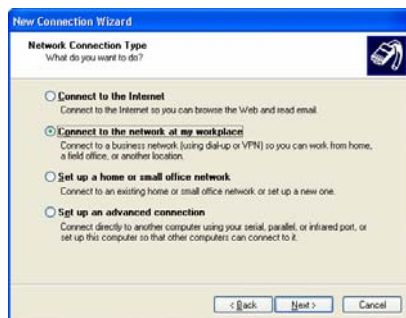 New Connection Wizard
Network Connection Type
What do you want to do?
Connect to the Internet
Connect to the Internet so you can browse the Web and read email.
Connect to the network at my workplace
Connect to a business network (using dial-up or VPN) so you can work from home,
a field office, or another location.
Set up a home or small office network
Connect to an existing home or small office network or set up a new one.
Set up an advanced connection
Connect directly to another computer using your serial, parallel, or infrared port, or
set up this computer so that other computers can connect to it.
< Back
Next >
Cancel